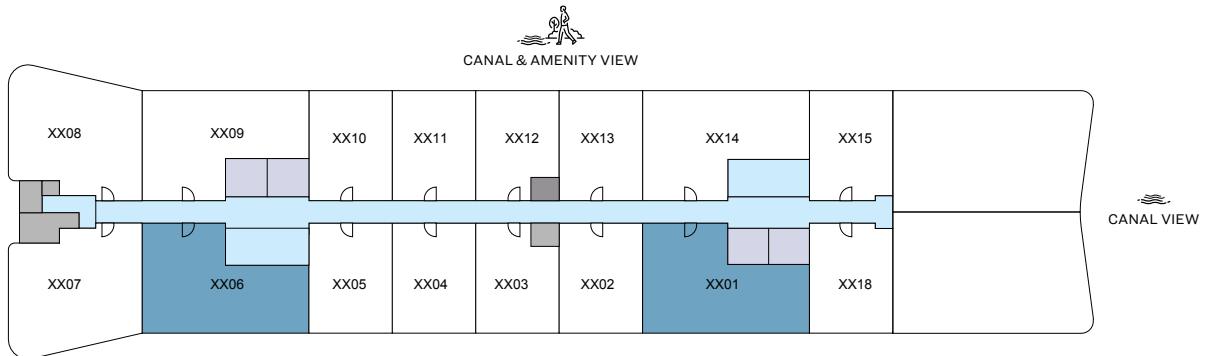 CANAL & AMENITY VIEW
XX08
XX09
XX10
XX11
XX12
XX13
XX14
XX15
CANAL VIEW
XX07
XX06
XX05
XX04
XX03
XX02
XX01
XX18